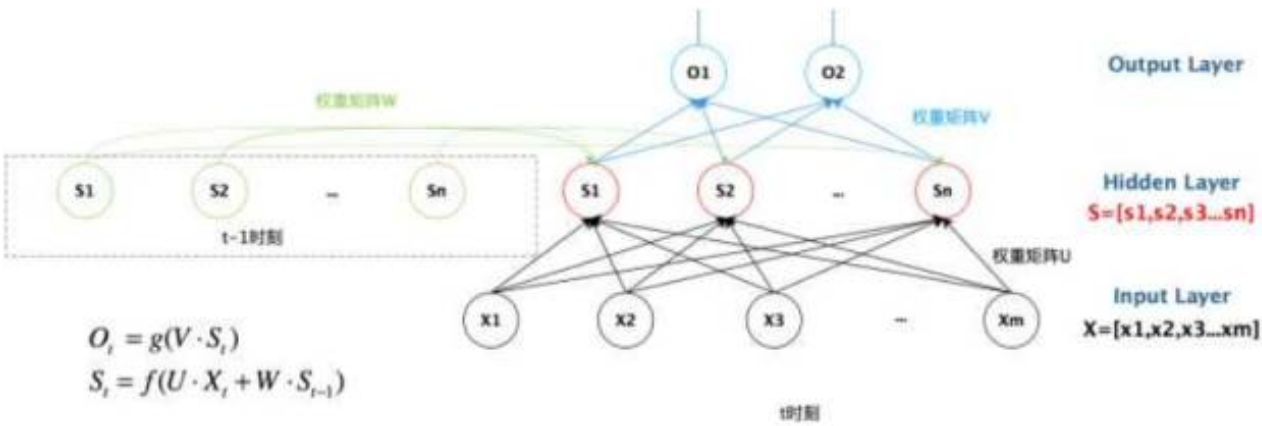 O1
O2
Output Layer
权重矩阵W
权重矩阵V
S1
S2
...
Sn
S1
S2
...
Sn
Hidden Layer
S=[s1,s2,s3...sn]
t-1时刻
权重矩阵U
X1
X2
X3
...
Xm
Input Layer
X=[x1,x2,x3...xm]
O_t = g(V·S_t)
S_t = f(U·X_t + W·S_{t-1})
t时刻